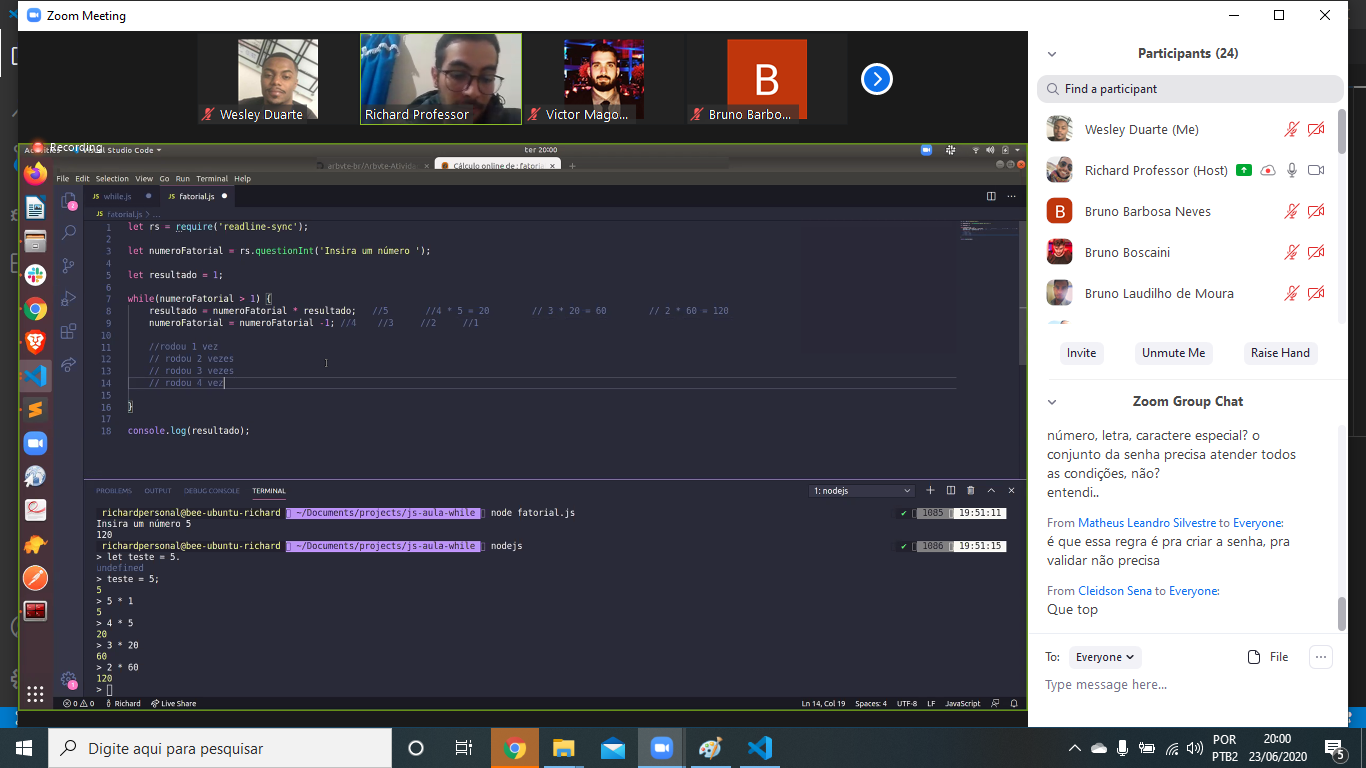 Zoom Meeting
Wesley Duarte
Richard Professor
Victor Mago...
B
Bruno Barbo...
Recording
Visual Studio Code
ter 20:00
Cálculo online de : fatoria
File Edit Selection View Go Run Terminal Help
JS while.js
JS fatorial.js
JS fatorial.js > ...
1 let rs = require('readline-sync');
2
3 let numeroFatorial = rs.questionInt('Insira um número ');
4
5 let resultado = 1;
6
7 while(numeroFatorial > 1) {
8 resultado = numeroFatorial * resultado; //5 //4 * 5 = 20 // 3 * 20 = 60 // 2 * 60 = 120
9 numeroFatorial = numeroFatorial -1; //4 //3 //2 //1
10
11 //rodou 1 vez
12 // rodou 2 vezes
13 // rodou 3 vezes
14 // rodou 4 vez
15
16 }
17
18 console.log(resultado);
PROBLEMS OUTPUT DEBUG CONSOLE TERMINAL
1: nodejs
richardpersonal@bee-ubuntu-richard ~/Documents/projects/js-aula-while node fatorial.js ✔ 1085 19:51:11
Insira um número 5
120
richardpersonal@bee-ubuntu-richard ~/Documents/projects/js-aula-while nodejs ✔ 1086 19:51:15
> let teste = 5.
undefined
> teste = 5;
5
> 5 * 1
5
> 4 * 5
20
> 3 * 20
60
> 2 * 60
120
>
0 0 Richard Live Share
Ln 14, Col 19 Spaces: 4 UTF-8 LF JavaScript
Participants (24)
Find a participant
Wesley Duarte (Me)
Richard Professor (Host)
B Bruno Barbosa Neves
Bruno Boscaini
Bruno Laudilho de Moura
Invite
Unmute Me
Raise Hand
Zoom Group Chat
número, letra, caractere especial? o
conjunto da senha precisa atender todos
as condições, não?
entendi..
From Matheus Leandro Silvestre to Everyone:
é que essa regra é pra criar a senha, pra
validar não precisa
From Cleidson Sena to Everyone:
Que top
To: Everyone
File
Type message here...
Digite aqui para pesquisar
POR
PTB2
20:00
23/06/2020
5